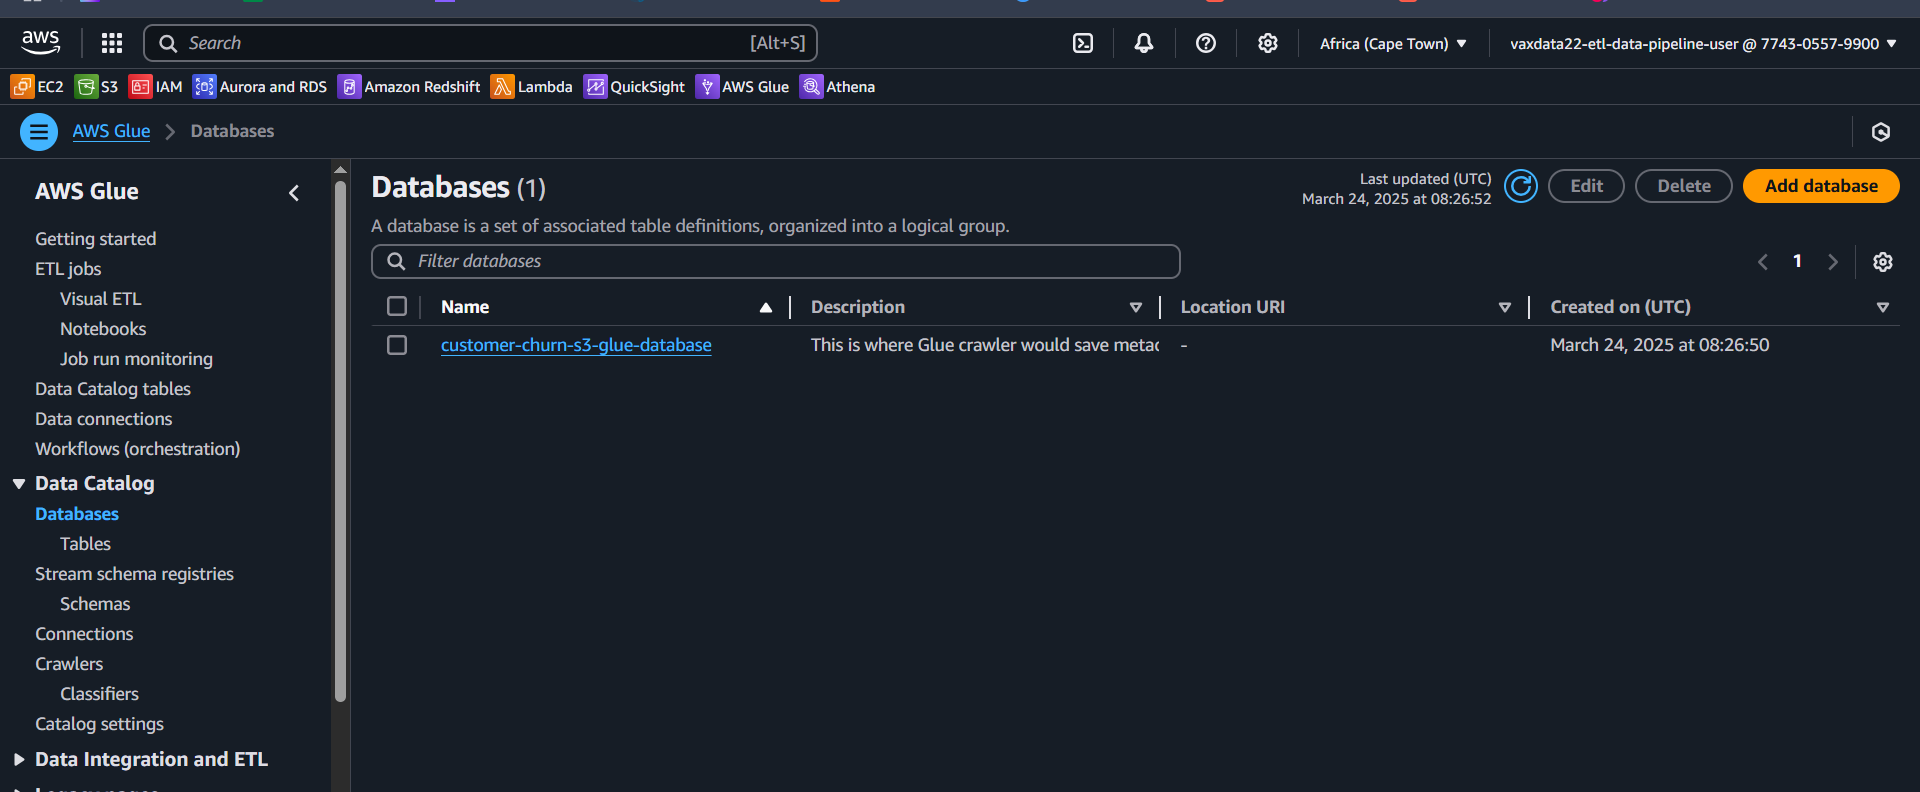 aws
Search [Alt+S]
Africa (Cape Town)
vaxdata22-etl-data-pipeline-user @ 7743-0557-9900
EC2 S3 IAM Aurora and RDS Amazon Redshift Lambda QuickSight AWS Glue Athena
AWS Glue Databases
AWS Glue
Getting started
ETL jobs
Visual ETL
Notebooks
Job run monitoring
Data Catalog tables
Data connections
Workflows (orchestration)
Data Catalog
Databases
Tables
Stream schema registries
Schemas
Connections
Crawlers
Classifiers
Catalog settings
Data Integration and ETL
Databases (1)
Last updated (UTC)
March 24, 2025 at 08:26:52
Edit
Delete
Add database
A database is a set of associated table definitions, organized into a logical group.
Filter databases
1
Name Description Location URI Created on (UTC)
customer-churn-s3-glue-database This is where Glue crawler would save - March 24, 2025 at 08:26:50